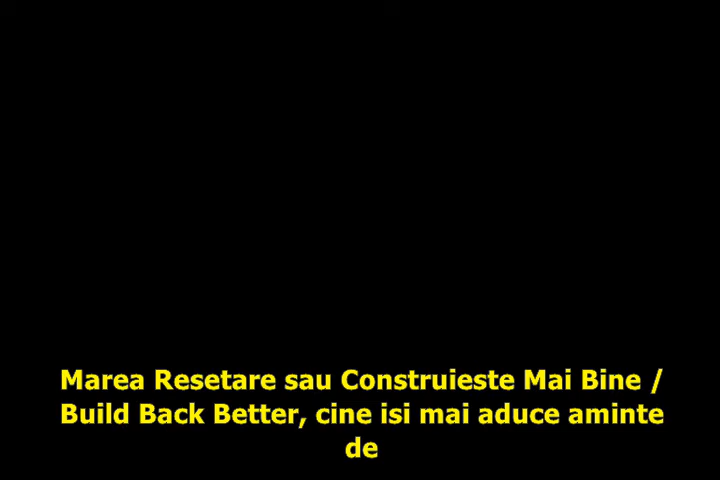 Marea Resetare sau Construieste Mai Bine /
Build Back Better, cine isi mai aduce aminte
de